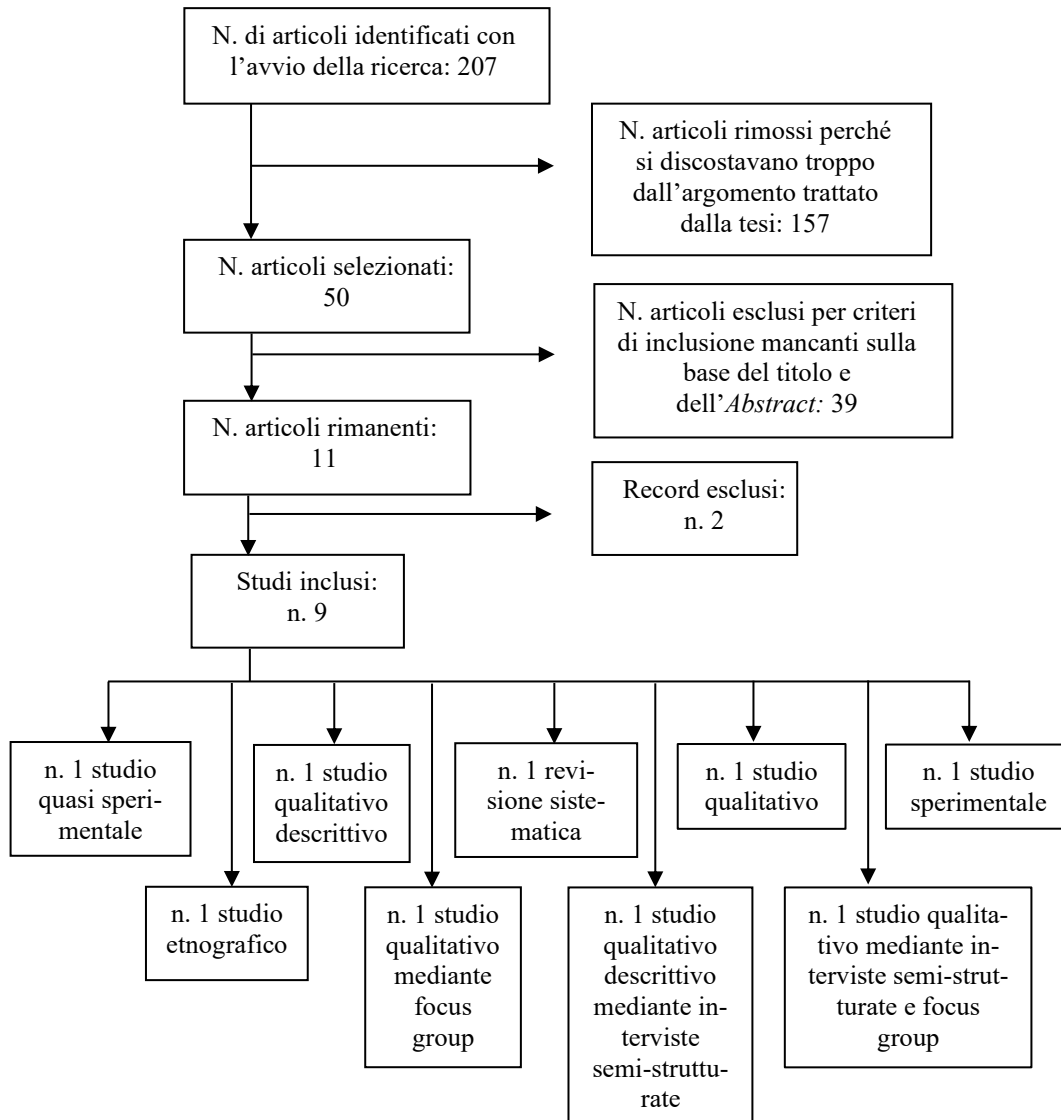 N. di articoli identificati con
l’avvio della ricerca: 207
N. articoli rimossi perché
si discostavano troppo
dall’argomento trattato
dalla tesi: 157
N. articoli selezionati:
50
N. articoli esclusi per criteri
di inclusione mancanti sulla
base del titolo e
dell’Abstract: 39
N. articoli rimanenti:
11
Record esclusi:
n. 2
Studi inclusi:
n. 9
n. 1 studio
quasi speri-
mentale
n. 1 studio
qualitativo
descrittivo
n. 1 revi-
sione siste-
matica
n. 1 studio
qualitativo
n. 1 studio
sperimentale
n. 1 studio
etnografico
n. 1 studio
qualitativo
mediante
focus
group
n. 1 studio
qualitativo
descrittivo
mediante in-
terviste
semi-struttu-
rate
n. 1 studio qualita-
tivo mediante in-
terviste semi-strut-
turate e focus
group